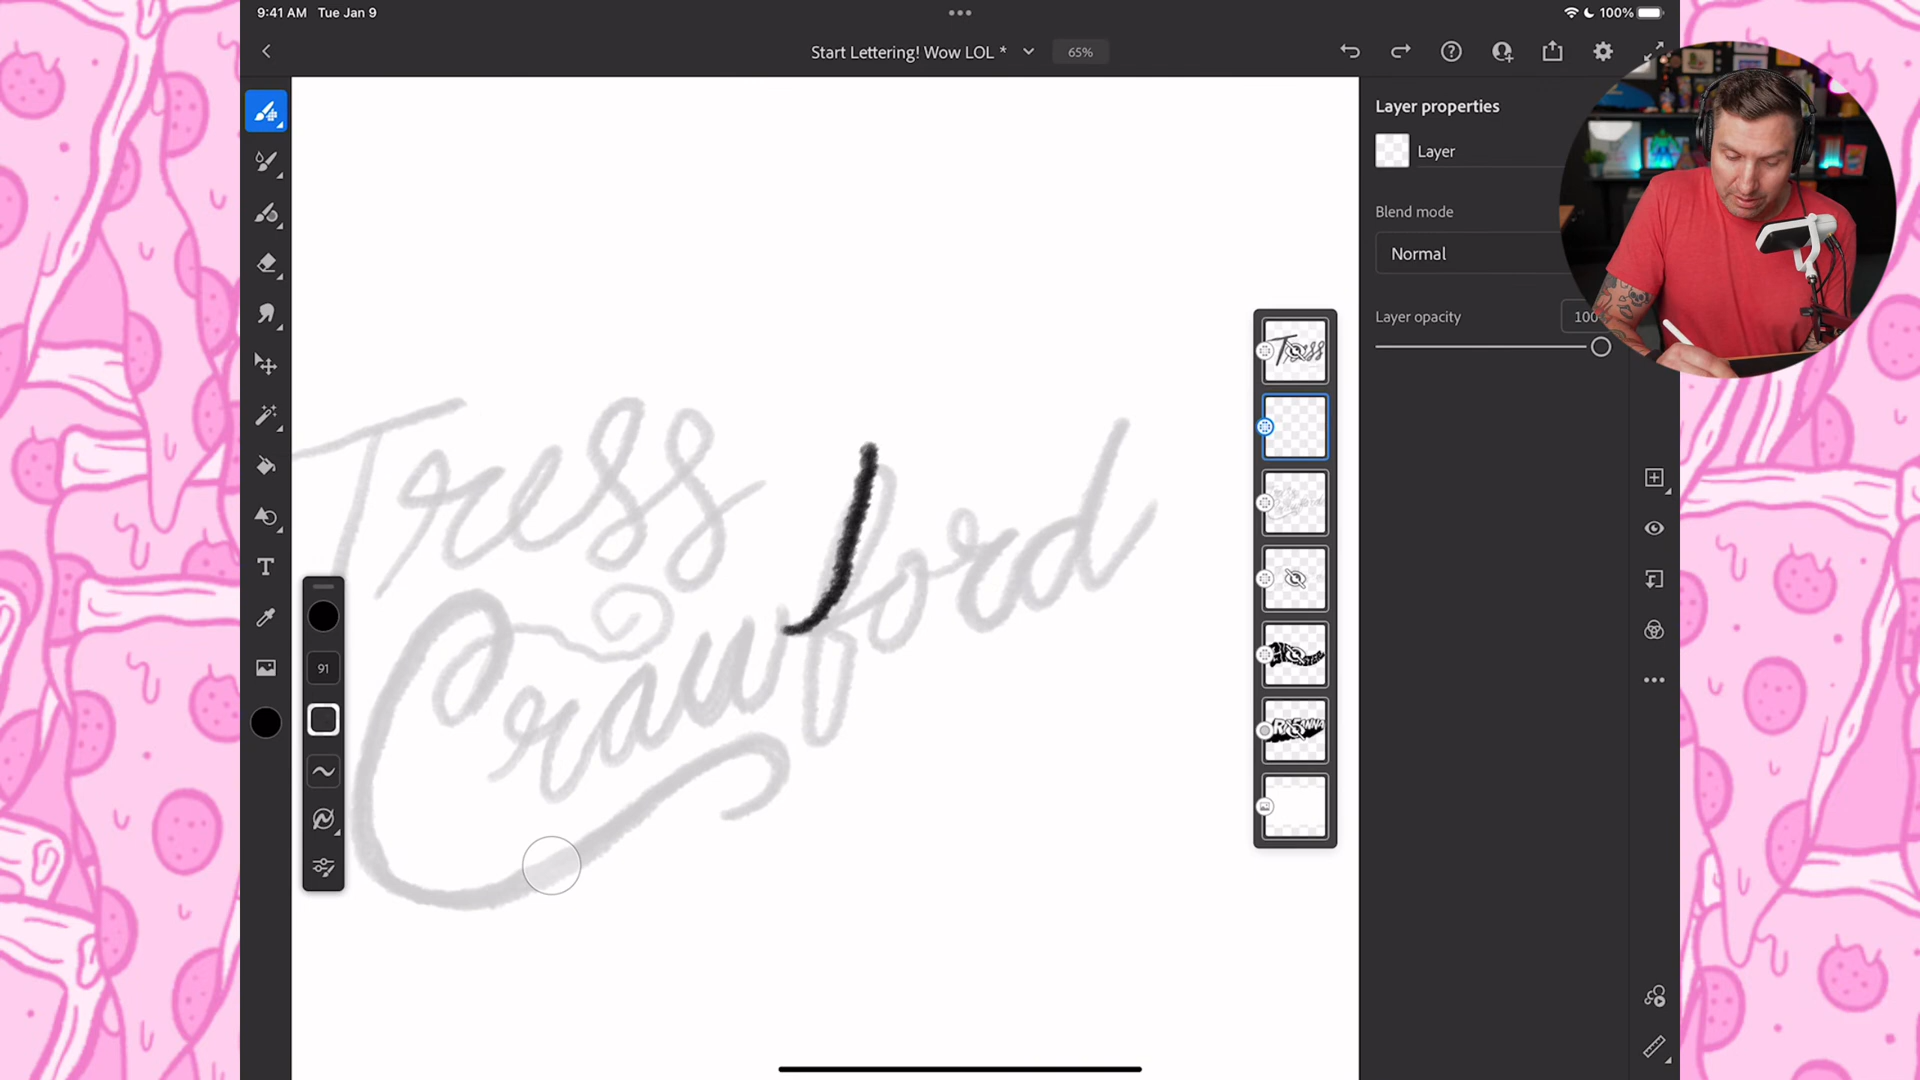 9:41 AM Tue Jan 9
100%
Start Lettering! Wow LOL *
65%
Layer properties
Layer
Blend mode
Normal
Layer opacity
100
Tress
Tress
Crawford
91
T